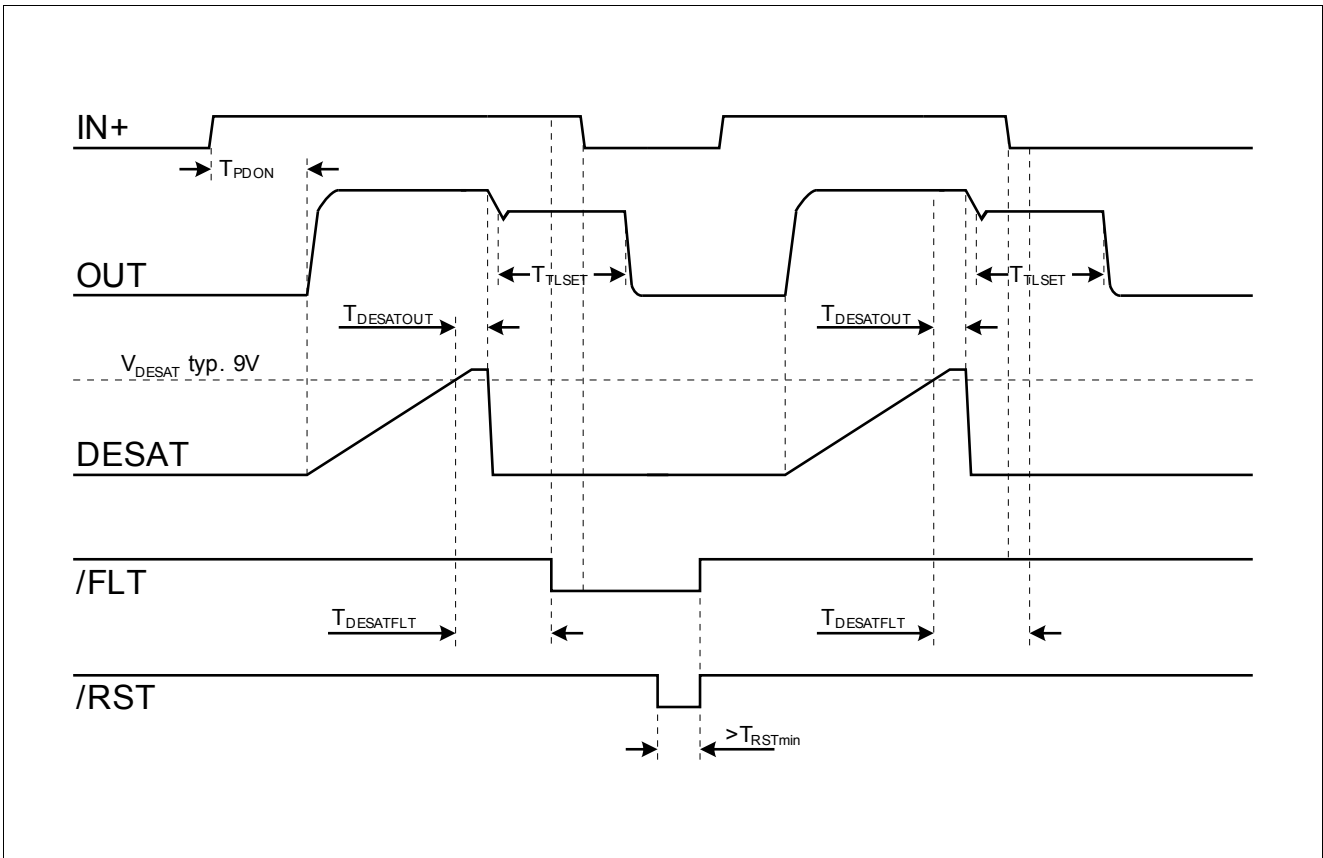 IN+
TPDON
OUT
TTLSET
TTLSET
TDESATOUT
TDESATOUT
VDESAT typ. 9V
DESAT
/FLT
TDESATFLT
TDESATFLT
/RST
>TRSTmin